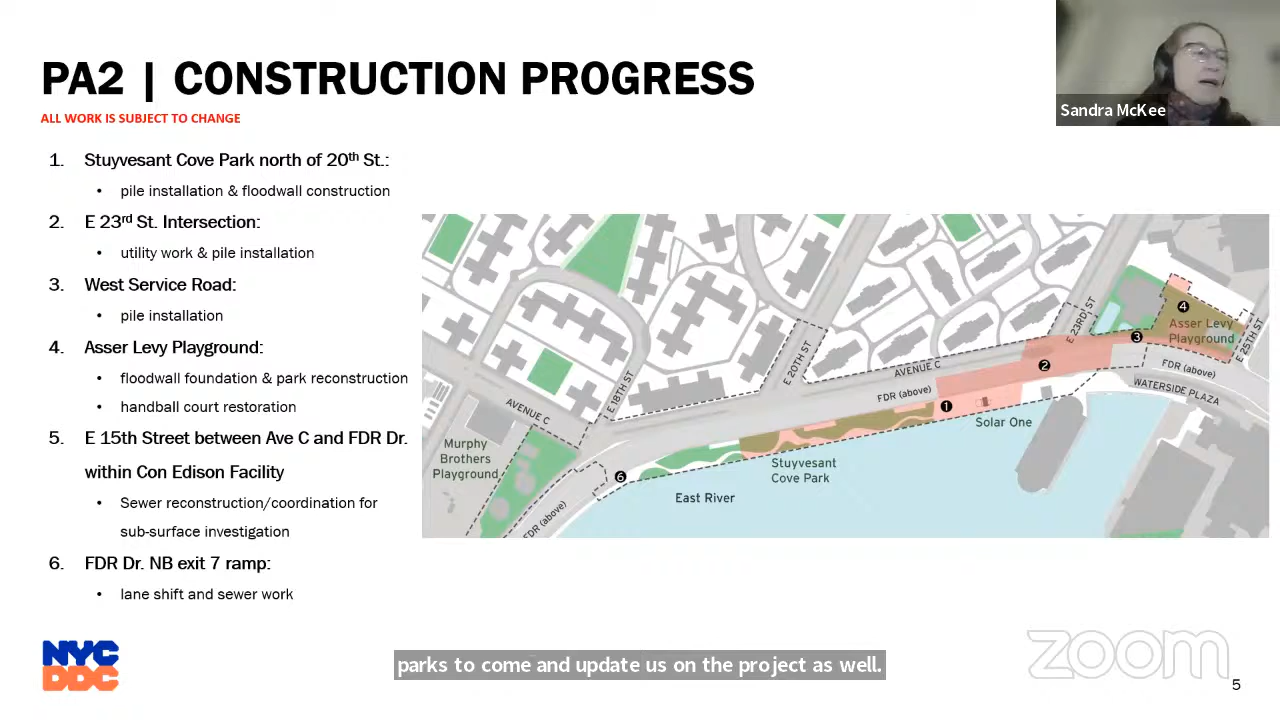 PA2 | CONSTRUCTION PROGRESS
ALL WORK IS SUBJECT TO CHANGE
Sandra McKee
1. Stuyvesant Cove Park north of 20th St.:
• pile installation & floodwall construction
2. E 23rd St. Intersection:
• utility work & pile installation
3. West Service Road:
• pile installation
4. Asser Levy Playground:
• floodwall foundation & park reconstruction
• handball court restoration
5. E 15th Street between Ave C and FDR Dr.
within Con Edison Facility
• Sewer reconstruction/coordination for
sub-surface investigation
6. FDR Dr. NB exit 7 ramp:
• lane shift and sewer work
4
Asser Levy
Playground
3
E 23RD ST
E 25TH ST
2
FDR (above)
WATERSIDE PLAZA
E 20TH ST
AVENUE C
FDR (above)
1
Solar One
E 18TH ST
AVENUE C
Murphy
Brothers
Playground
Stuyvesant
Cove Park
6
East River
FDR (above)
NYC
DDC
parks to come and update us on the project as well.
zoom
5